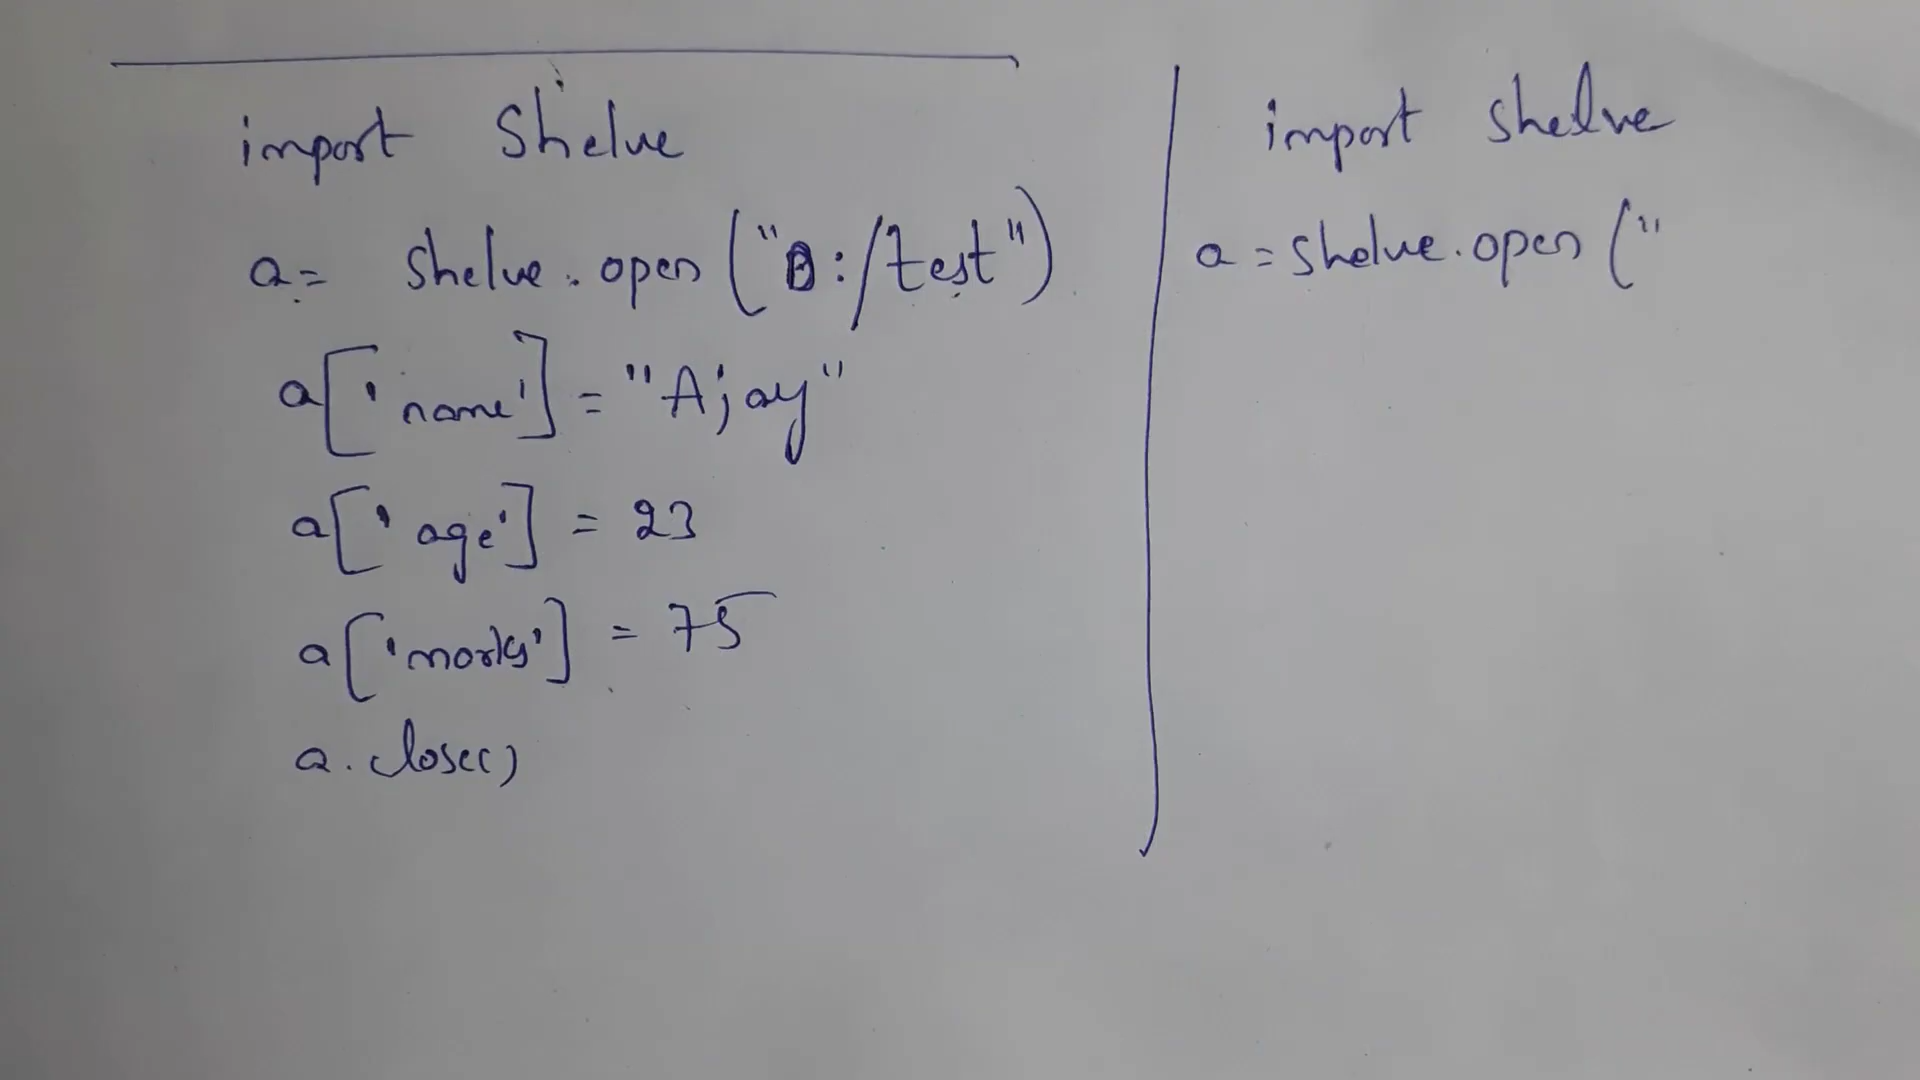 import Shelve
a= Shelve.open("D:/test")
a['name']="Ajay"
a['age'] = 23
a['marks'] = 75
a.close()
import shelve
a=shelve.open("